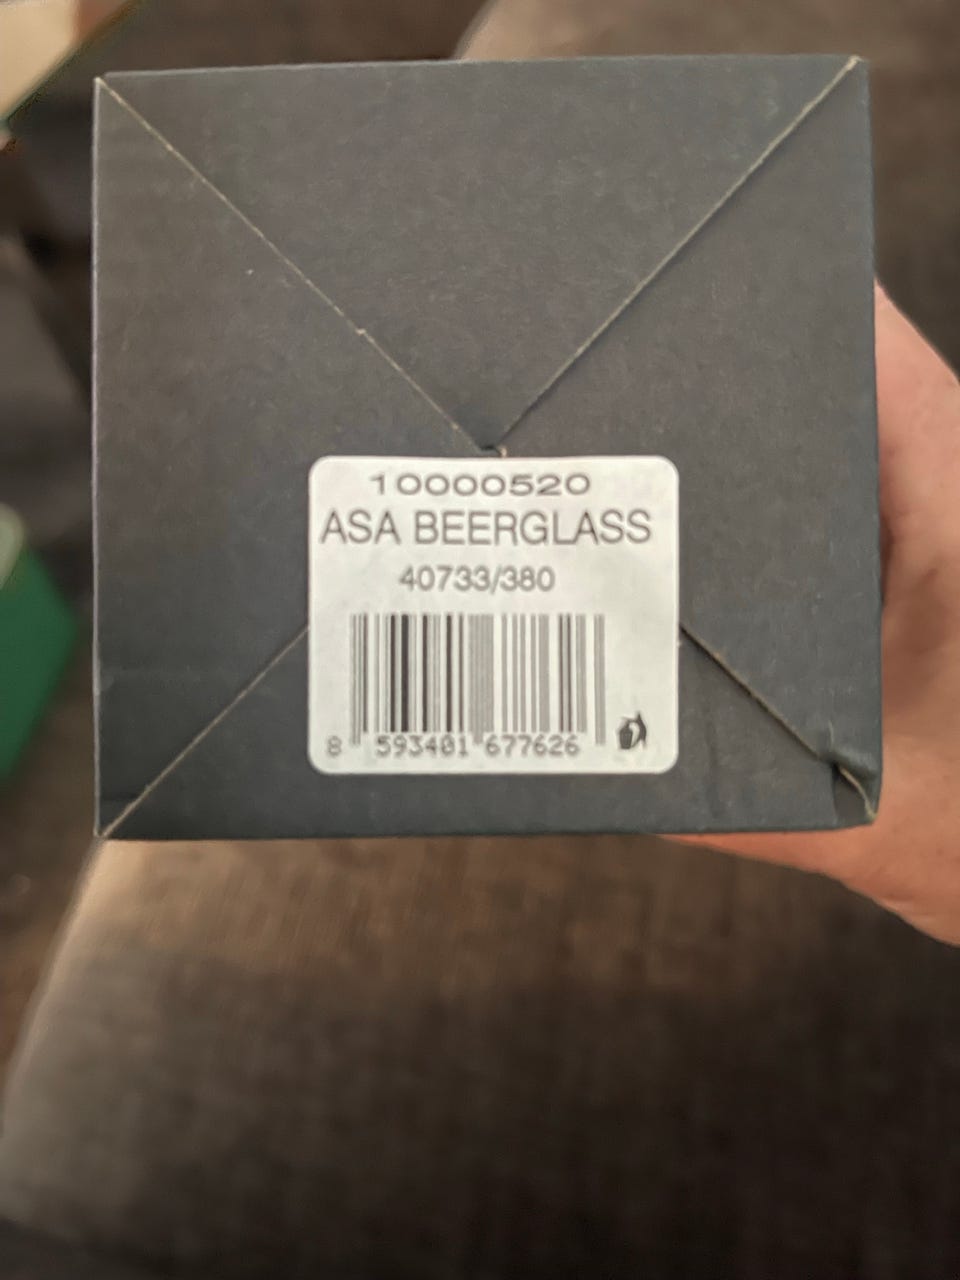 10000520
ASA BEERGLASS
40733/380
8 593401 677626